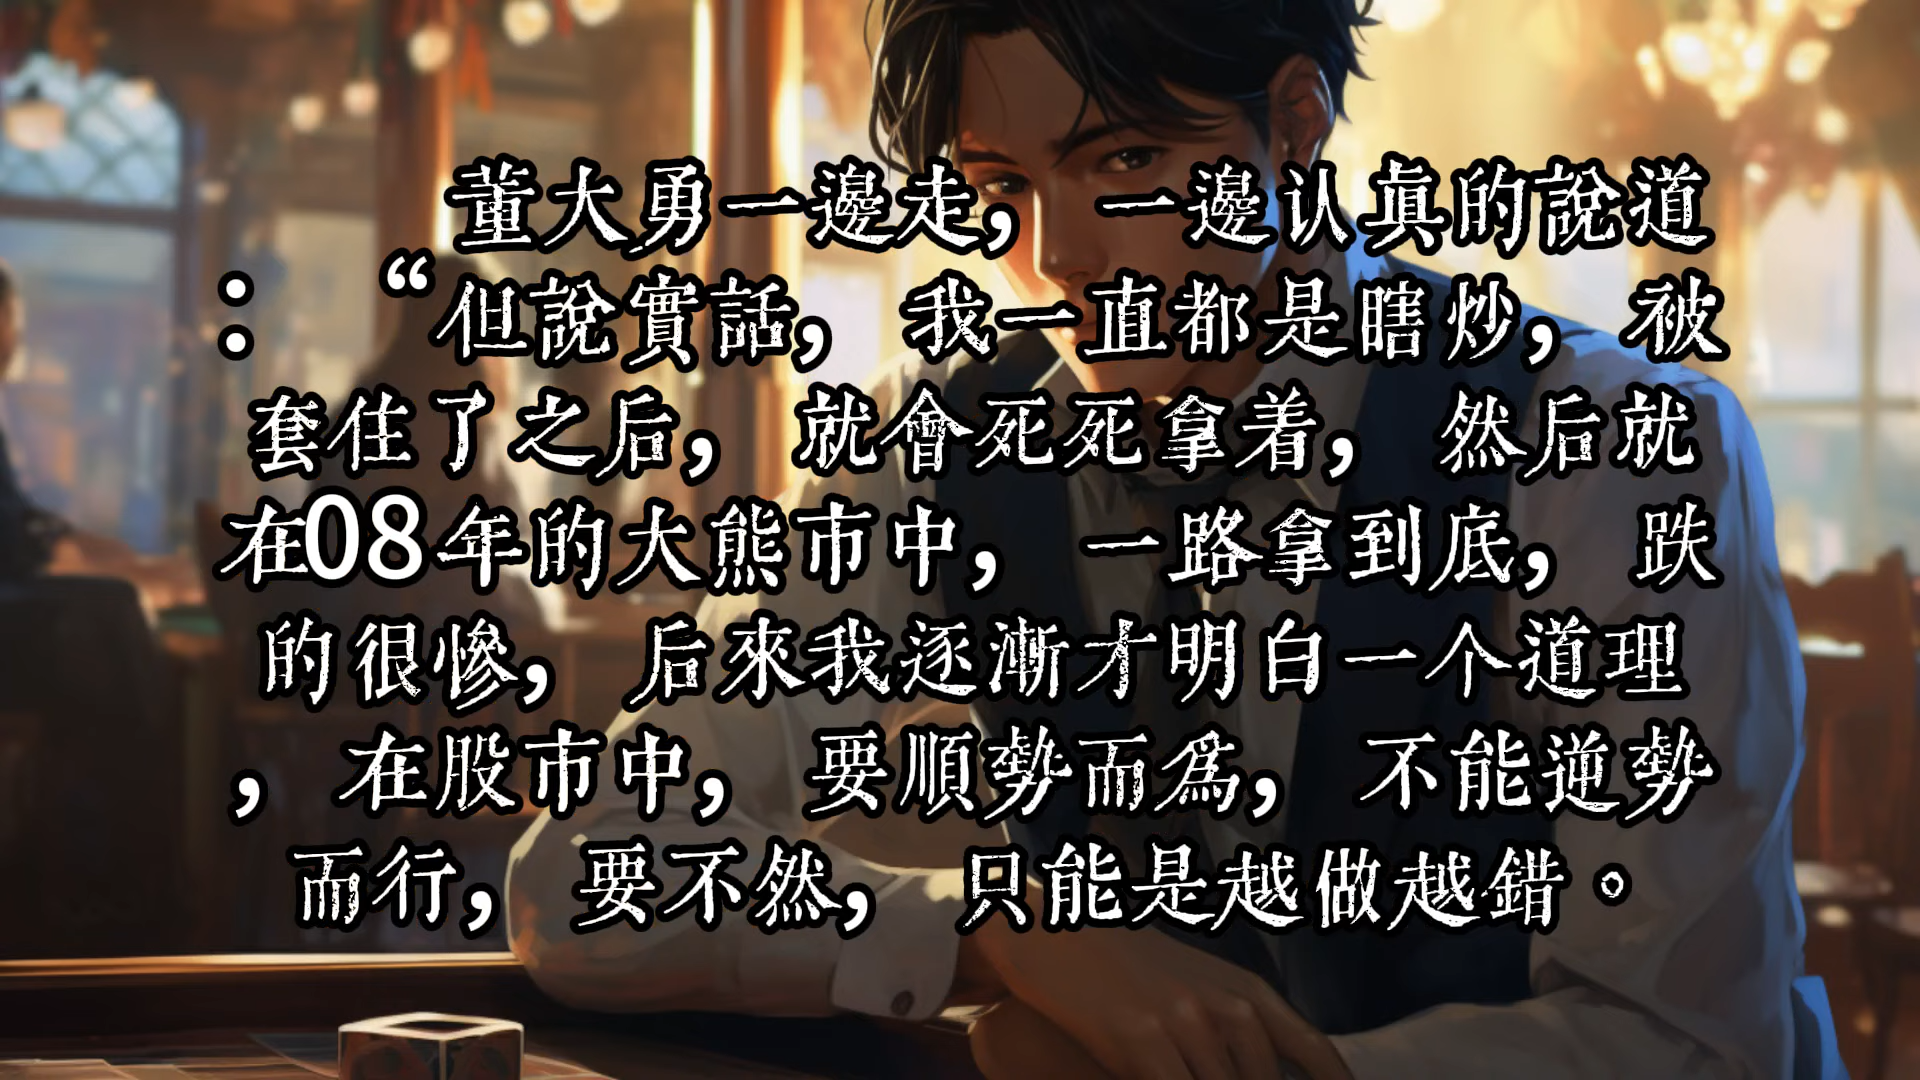 董大勇一邊走，一邊认真的說道
：“但說實話，我一直都是瞎炒，被
套住了之后，就會死死拿着，然后就
在08年的大熊市中，一路拿到底，跌
的很慘，后來我逐漸才明白一个道理
，在股市中，要順勢而為，不能逆勢
而行，要不然，只能是越做越錯。